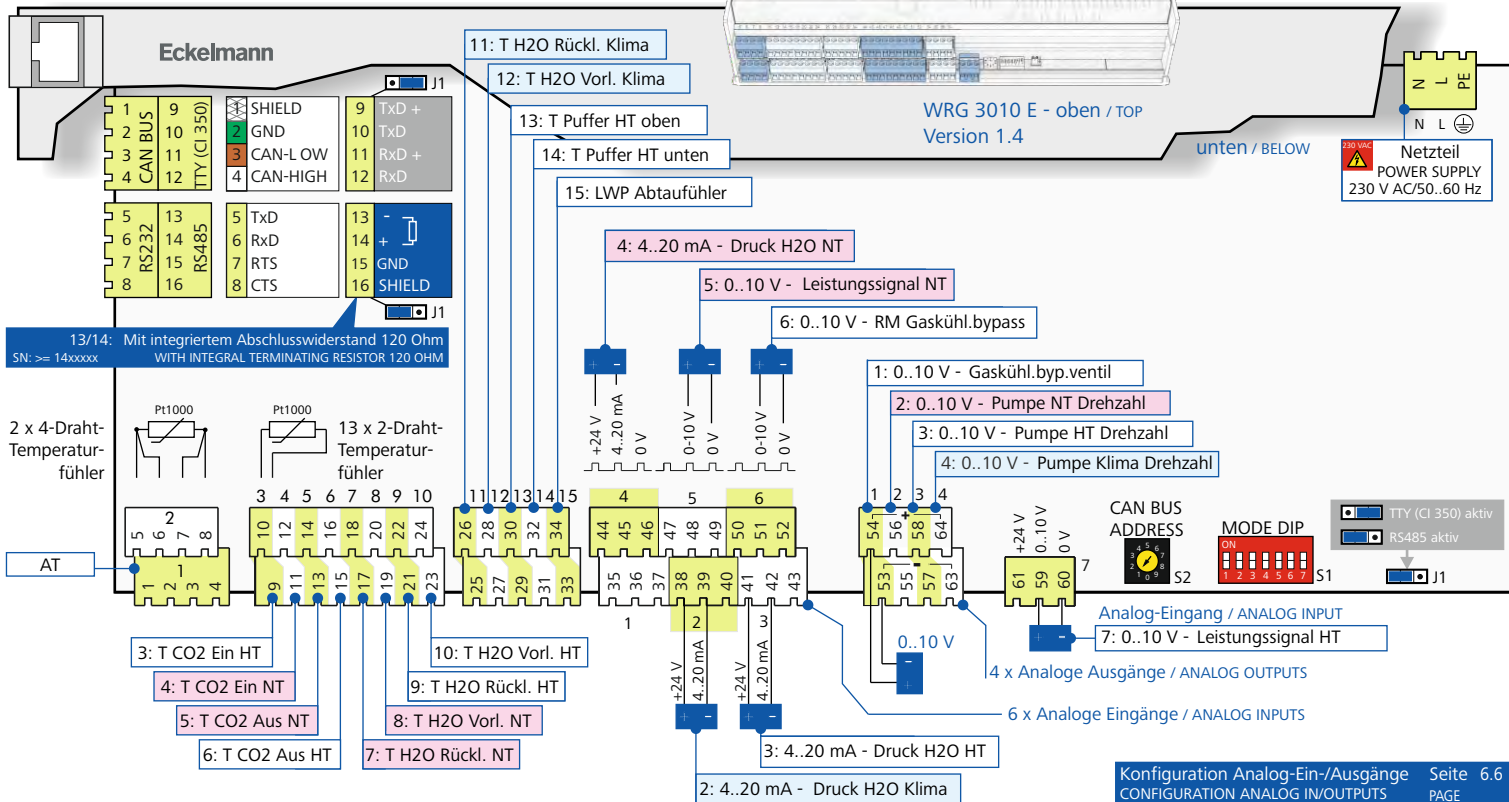 Eckelmann
WRG 3010 E - oben / TOP
Version 1.4
unten / BELOW
N L PE
N L
230 VAC
Netzteil
POWER SUPPLY
230 V AC/50..60 Hz
11: T H2O Rückl. Klima
12: T H2O Vorl. Klima
13: T Puffer HT oben
14: T Puffer HT unten
15: LWP Abtaufühler
J1
1 9 SHIELD 9 TxD +
2 10 2 GND 10 TxD
3 11 3 CAN-L OW 11 RxD +
4 12 4 CAN-HIGH 12 RxD
CAN BUS
TTY (CI 350)
5 13 5 TxD 13 -
6 14 6 RxD 14 +
7 15 7 RTS 15 GND
8 16 8 CTS 16 SHIELD
RS232
RS485
J1
13/14: Mit integriertem Abschlusswiderstand 120 Ohm
SN: >= 14xxxxx WITH INTEGRAL TERMINATING RESISTOR 120 OHM
4: 4..20 mA - Druck H2O NT
5: 0..10 V - Leistungssignal NT
6: 0..10 V - RM Gaskühl.bypass
+ - + - + -
+24 V 4..20 mA 0 V 0-10 V 0 V 0-10 V 0 V
1: 0..10 V - Gaskühl.byp.ventil
2: 0..10 V - Pumpe NT Drehzahl
3: 0..10 V - Pumpe HT Drehzahl
4: 0..10 V - Pumpe Klima Drehzahl
2 x 4-Draht-
Temperatur-
fühler
Pt1000
Pt1000
13 x 2-Draht-
Temperatur-
fühler
3 4 5 6 7 8 9 10
11 12 13 14 15
4 5 6
1 2 3 4
2
5 6 7 8
10 12 14 16 18 20 22 24
26 28 30 32 34
44 45 46 47 48 49 50 51 52
54 56 58 64
+
-
AT
1
1 2 3 4
9 11 13 15 17 19 21 23
25 27 29 31 33
35 36 37 38 39 40 41 42 43
53 55 57 63
1 2 3
+24 V 0..10 V 0 V
61 59 60
7
+ -
CAN BUS
ADDRESS
0 1 2 3 4 5 6 7 8 9
S2
MODE DIP
ON
1 2 3 4 5 6 7
S1
TTY (CI 350) aktiv
RS485 aktiv
J1
Analog-Eingang / ANALOG INPUT
7: 0..10 V - Leistungssignal HT
0..10 V
-
+
4 x Analoge Ausgänge / ANALOG OUTPUTS
6 x Analoge Eingänge / ANALOG INPUTS
3: T CO2 Ein HT
4: T CO2 Ein NT
5: T CO2 Aus NT
6: T CO2 Aus HT
10: T H2O Vorl. HT
9: T H2O Rückl. HT
8: T H2O Vorl. NT
7: T H2O Rückl. NT
+24 V 4..20 mA +24 V 4..20 mA
+ - + -
3: 4..20 mA - Druck H2O HT
2: 4..20 mA - Druck H2O Klima
Konfiguration Analog-Ein-/Ausgänge Seite 6.6
CONFIGURATION ANALOG IN/OUTPUTS PAGE